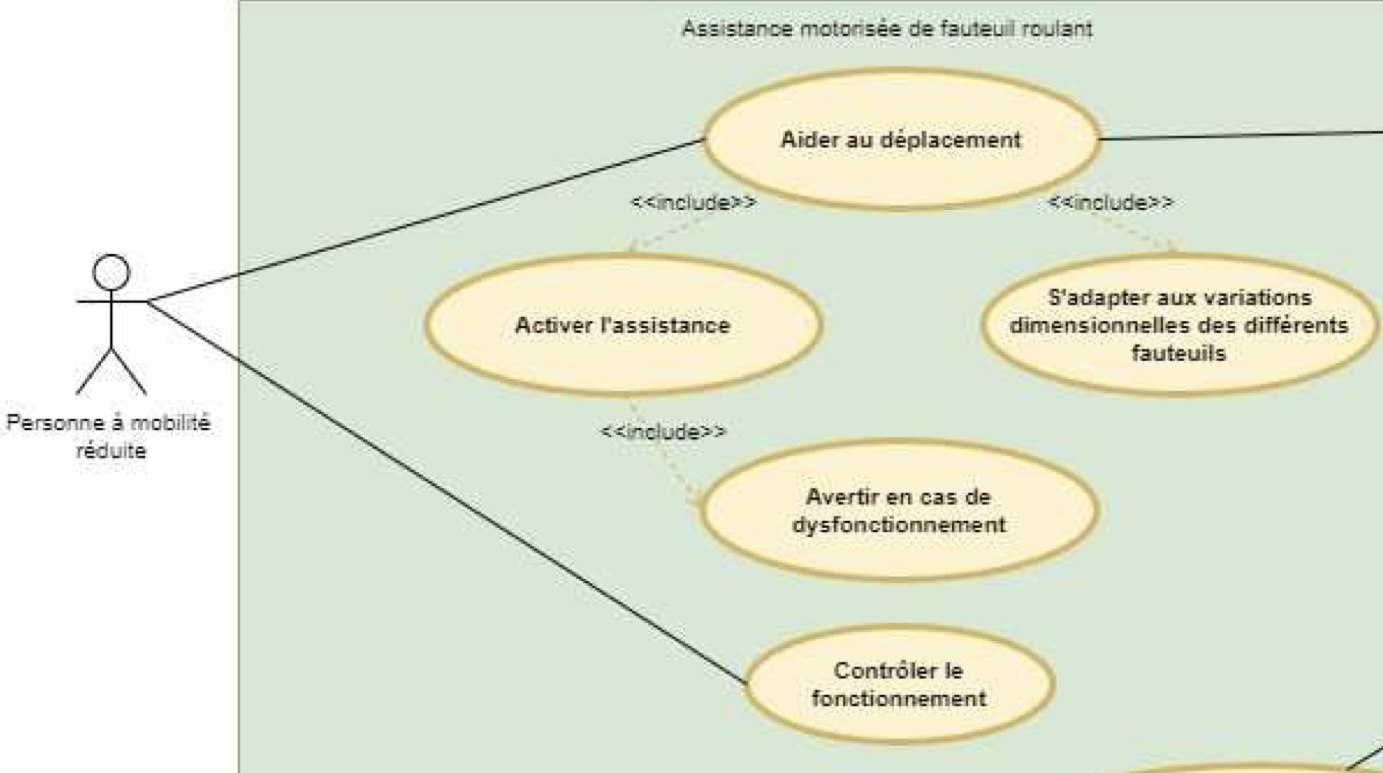 Assistance motorisée de fauteuil roulant
Aider au déplacement
<<include>>
<<include>>
Activer l'assistance
S'adapter aux variations
dimensionnelles des différents
fauteuils
Personne à mobilité
réduite
<<include>>
Avertir en cas de
dysfonctionnement
Contrôler le
fonctionnement